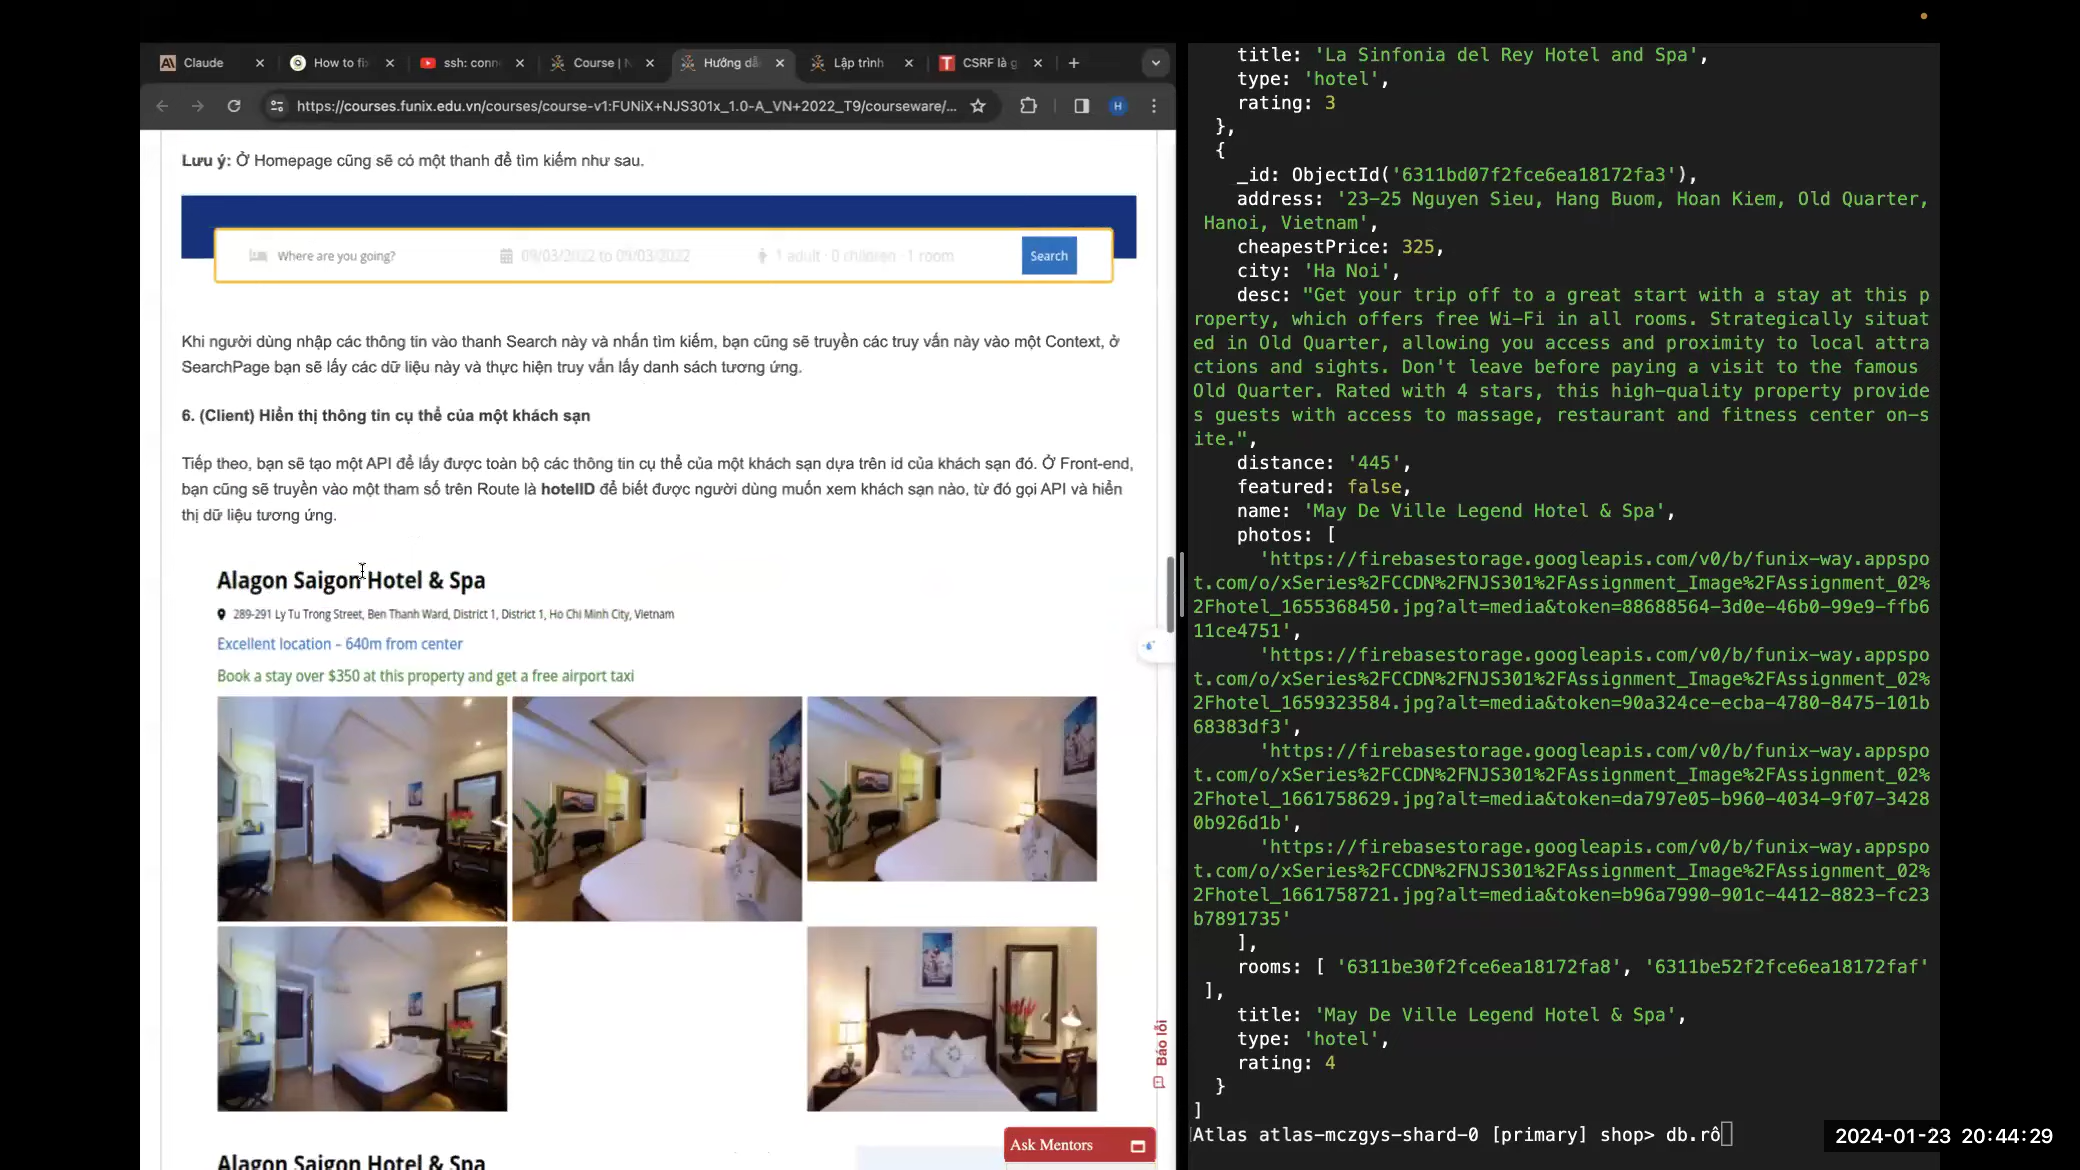 Claude
How to fix
ssh: conn
Course | N
Hướng dẫ
Lập trình
CSRF là g
https://courses.funix.edu.vn/courses/course-v1:FUNiX+NJS301x_1.0-A_VN+2022_T9/courseware/...
H
Lưu ý: Ở Homepage cũng sẽ có một thanh để tìm kiếm như sau.
Where are you going?
09/03/2022 to 09/03/2022
1 adult · 0 children · 1 room
Search
Khi người dùng nhập các thông tin vào thanh Search này và nhấn tìm kiếm, bạn cũng sẽ truyền các truy vấn này vào một Context, ở
SearchPage bạn sẽ lấy các dữ liệu này và thực hiện truy vấn lấy danh sách tương ứng.
6. (Client) Hiển thị thông tin cụ thể của một khách sạn
Tiếp theo, bạn sẽ tạo một API để lấy được toàn bộ các thông tin cụ thể của một khách sạn dựa trên id của khách sạn đó. Ở Front-end,
bạn cũng sẽ truyền vào một tham số trên Route là hotelID để biết được người dùng muốn xem khách sạn nào, từ đó gọi API và hiển
thị dữ liệu tương ứng.
Alagon Saigon Hotel & Spa
289-291 Ly Tu Trong Street, Ben Thanh Ward, District 1, District 1, Ho Chi Minh City, Vietnam
Excellent location – 640m from center
Book a stay over $350 at this property and get a free airport taxi
Báo lỗi
Ask Mentors
Alagon Saigon Hotel & Spa
title: 'La Sinfonia del Rey Hotel and Spa',
type: 'hotel',
rating: 3
},
{
_id: ObjectId('6311bd07f2fce6ea18172fa3'),
address: '23-25 Nguyen Sieu, Hang Buom, Hoan Kiem, Old Quarter,
Hanoi, Vietnam',
cheapestPrice: 325,
city: 'Ha Noi',
desc: "Get your trip off to a great start with a stay at this p
roperty, which offers free Wi-Fi in all rooms. Strategically situat
ed in Old Quarter, allowing you access and proximity to local attra
ctions and sights. Don't leave before paying a visit to the famous
Old Quarter. Rated with 4 stars, this high-quality property provide
s guests with access to massage, restaurant and fitness center on-s
ite.",
distance: '445',
featured: false,
name: 'May De Ville Legend Hotel & Spa',
photos: [
'https://firebasestorage.googleapis.com/v0/b/funix-way.appspo
t.com/o/xSeries%2FCCDN%2FNJS301%2FAssignment_Image%2FAssignment_02%
2Fhotel_1655368450.jpg?alt=media&token=88688564-3d0e-46b0-99e9-ffb6
11ce4751',
'https://firebasestorage.googleapis.com/v0/b/funix-way.appspo
t.com/o/xSeries%2FCCDN%2FNJS301%2FAssignment_Image%2FAssignment_02%
2Fhotel_1659323584.jpg?alt=media&token=90a324ce-ecba-4780-8475-101b
68383df3',
'https://firebasestorage.googleapis.com/v0/b/funix-way.appspo
t.com/o/xSeries%2FCCDN%2FNJS301%2FAssignment_Image%2FAssignment_02%
2Fhotel_1661758629.jpg?alt=media&token=da797e05-b960-4034-9f07-3428
0b926d1b',
'https://firebasestorage.googleapis.com/v0/b/funix-way.appspo
t.com/o/xSeries%2FCCDN%2FNJS301%2FAssignment_Image%2FAssignment_02%
2Fhotel_1661758721.jpg?alt=media&token=b96a7990-901c-4412-8823-fc23
b7891735'
],
rooms: [ '6311be30f2fce6ea18172fa8', '6311be52f2fce6ea18172faf'
],
title: 'May De Ville Legend Hotel & Spa',
type: 'hotel',
rating: 4
}
]
Atlas atlas-mczgys-shard-0 [primary] shop> db.rô
2024-01-23 20:44:29